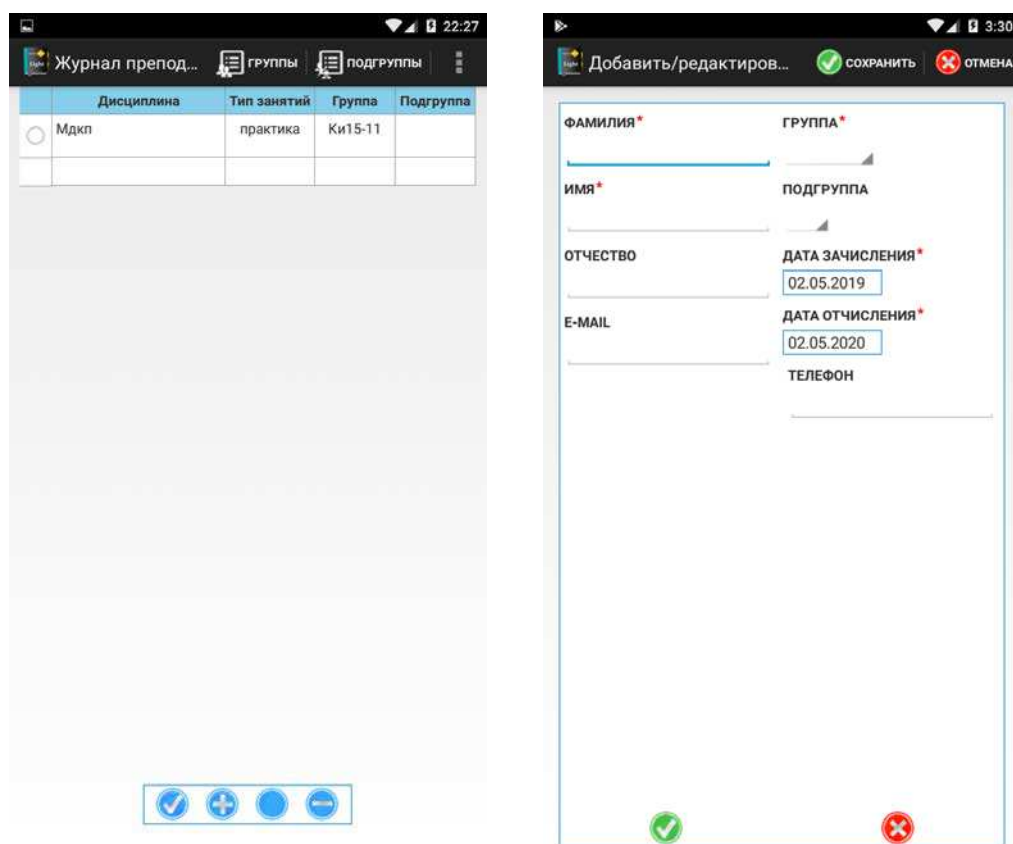 22:27
Журнал препод... ГРУППЫ ПОДГРУППЫ
Дисциплина Тип занятий Группа Подгруппа
Мдкп практика Ки15-11
3:30
Добавить/редактиров... СОХРАНИТЬ ОТМЕНА
ФАМИЛИЯ* ГРУППА*
ИМЯ* ПОДГРУППА
ОТЧЕСТВО ДАТА ЗАЧИСЛЕНИЯ*
02.05.2019
E-MAIL ДАТА ОТЧИСЛЕНИЯ*
02.05.2020
ТЕЛЕФОН